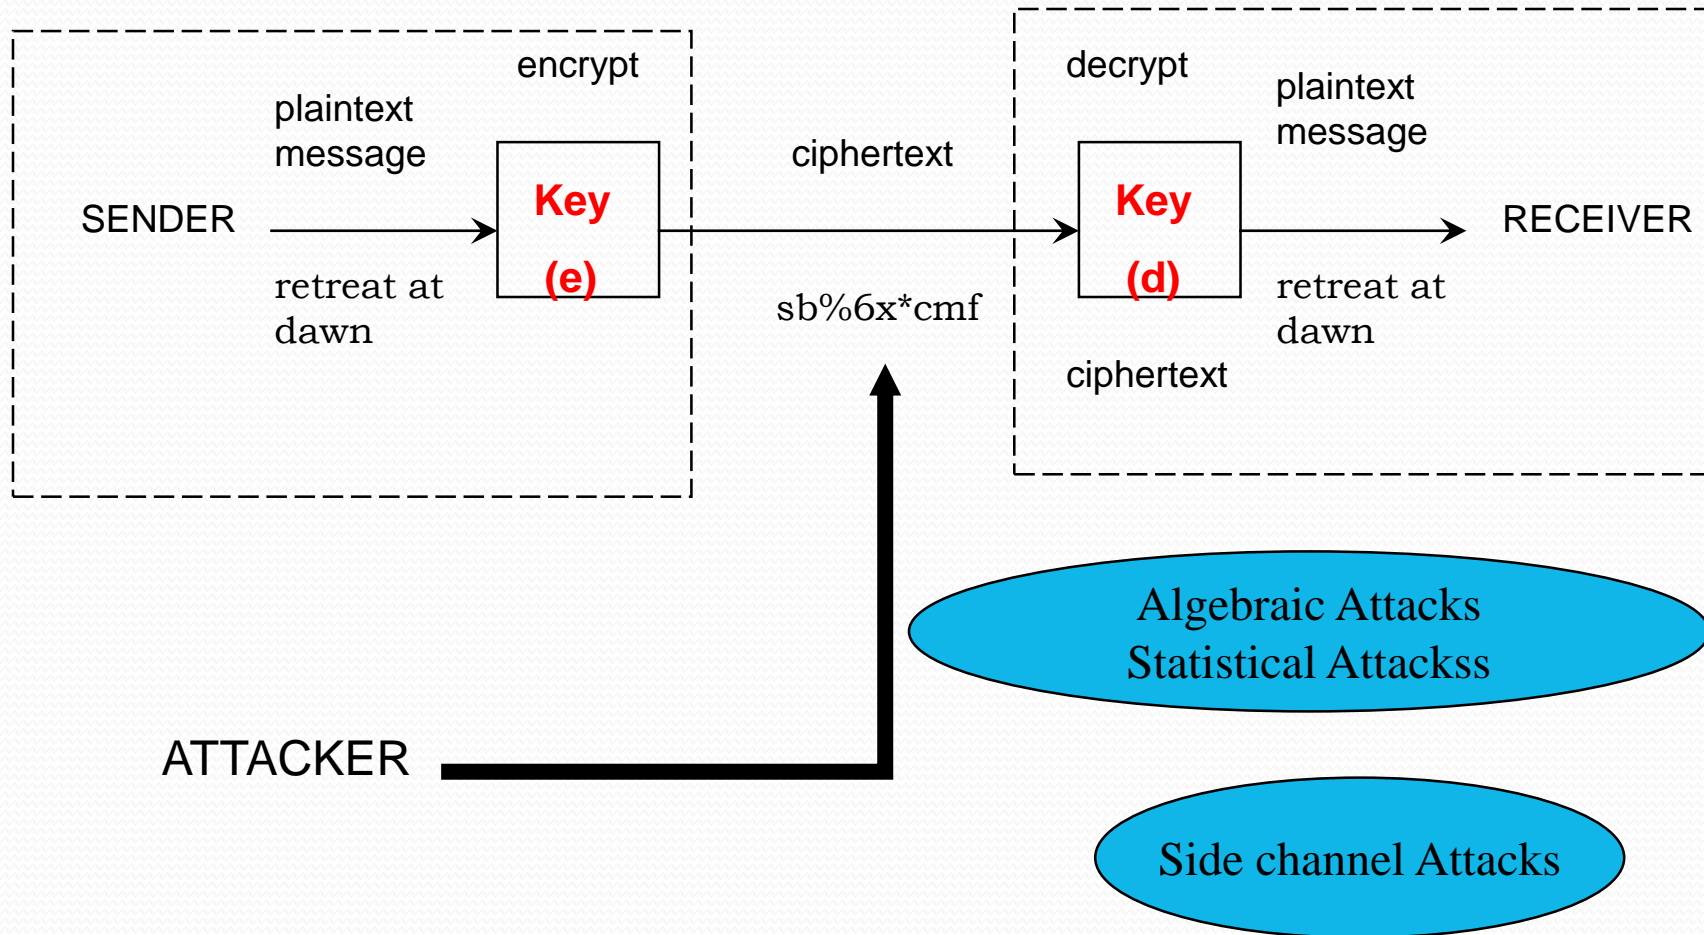 encrypt
decrypt
plaintext
message
plaintext
message
ciphertext
SENDER
Key
(e)
Key
(d)
RECEIVER
retreat at
dawn
sb%6x*cmf
retreat at
dawn
ciphertext
Algebraic Attacks
Statistical Attackss
ATTACKER
Side channel Attacks